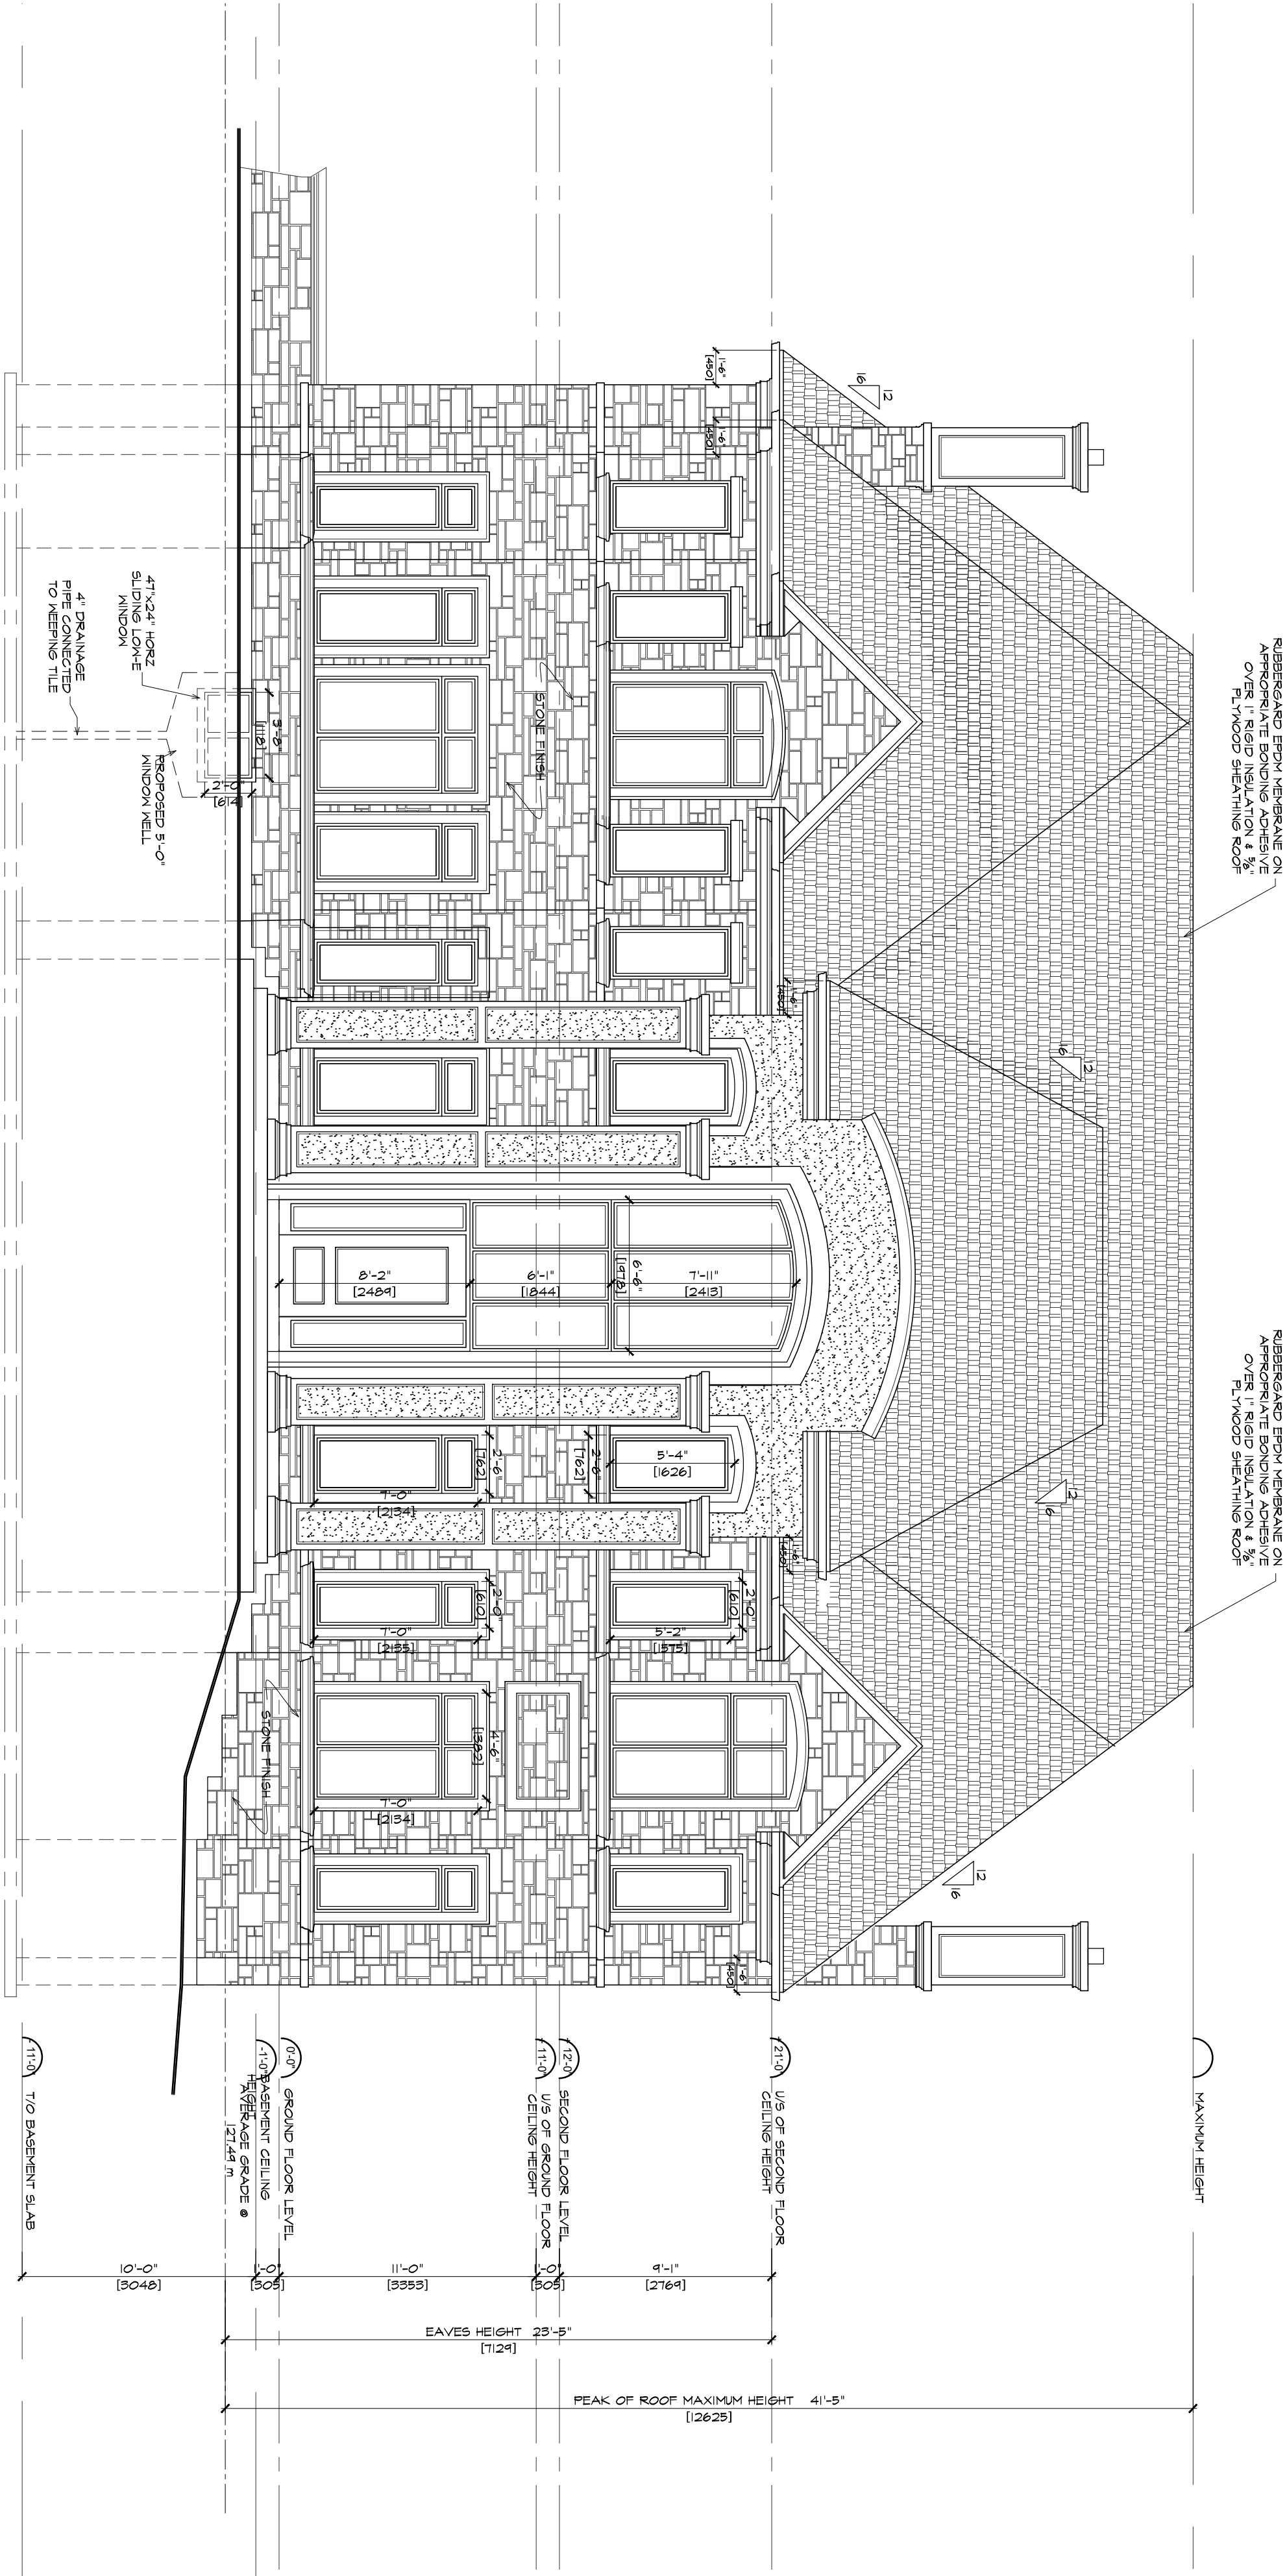 RUBBERGARD EPDM MEMBRANE ON
APPROPRIATE BONDING ADHESIVE
OVER 1" RIGID INSULATION & 5/8"
PLYWOOD SHEATHING ROOF
RUBBERGARD EPDM MEMBRANE ON
APPROPRIATE BONDING ADHESIVE
OVER 1" RIGID INSULATION & 5/8"
PLYWOOD SHEATHING ROOF
12
16
12
16
12
16
12
16
1'-6"
[450]
1'-6"
[450]
1'-6"
[450]
1'-6"
[450]
1'-6"
[450]
STONE FINISH
STONE FINISH
7'-11"
[2413]
6'-6"
[1978]
6'-1"
[1844]
8'-2"
[2489]
5'-4"
[1626]
2'-6"
[762]
2'-6"
[762]
7'-0"
[2134]
2'-0"
[610]
5'-2"
[1575]
2'-0"
[610]
7'-0"
[2135]
4'-6"
[1382]
7'-0"
[2134]
3'-8"
[1118]
2'-0"
[614]
47"x24" HORZ
SLIDING LOW-E
WINDOW
PROPOSED 5'-0"
WINDOW WELL
4" DRAINAGE
PIPE CONNECTED
TO WEEPING TILE
MAXIMUM HEIGHT
+21'-0"
U/S OF SECOND FLOOR
CEILING HEIGHT
+12'-0"
SECOND FLOOR LEVEL
+11'-0"
U/S OF GROUND FLOOR
CEILING HEIGHT
0'-0"
GROUND FLOOR LEVEL
-1'-0"
BASEMENT CEILING
HEIGHT
AVERAGE GRADE @
127.49 m
-11'-0"
T/O BASEMENT SLAB
9'-1"
[2769]
1'-0"
[305]
11'-0"
[3353]
1'-0"
[305]
10'-0"
[3048]
EAVES HEIGHT 23'-5"
[7129]
PEAK OF ROOF MAXIMUM HEIGHT 41'-5"
[12625]